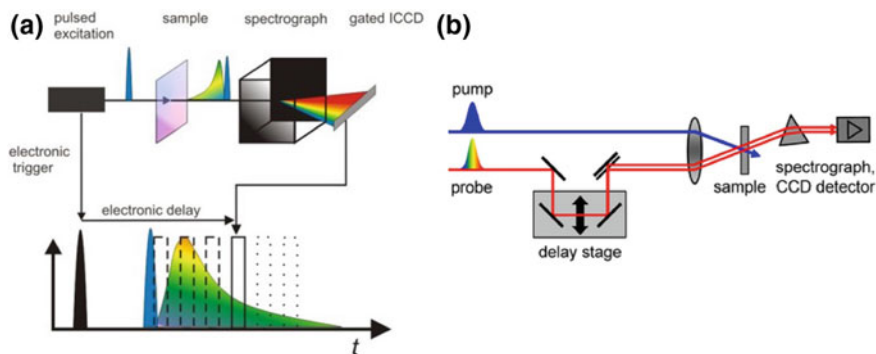 (a)
pulsed
excitation
sample
spectrograph
gated ICCD
electronic
trigger
electronic delay
t
(b)
pump
probe
delay stage
sample
spectrograph,
CCD detector